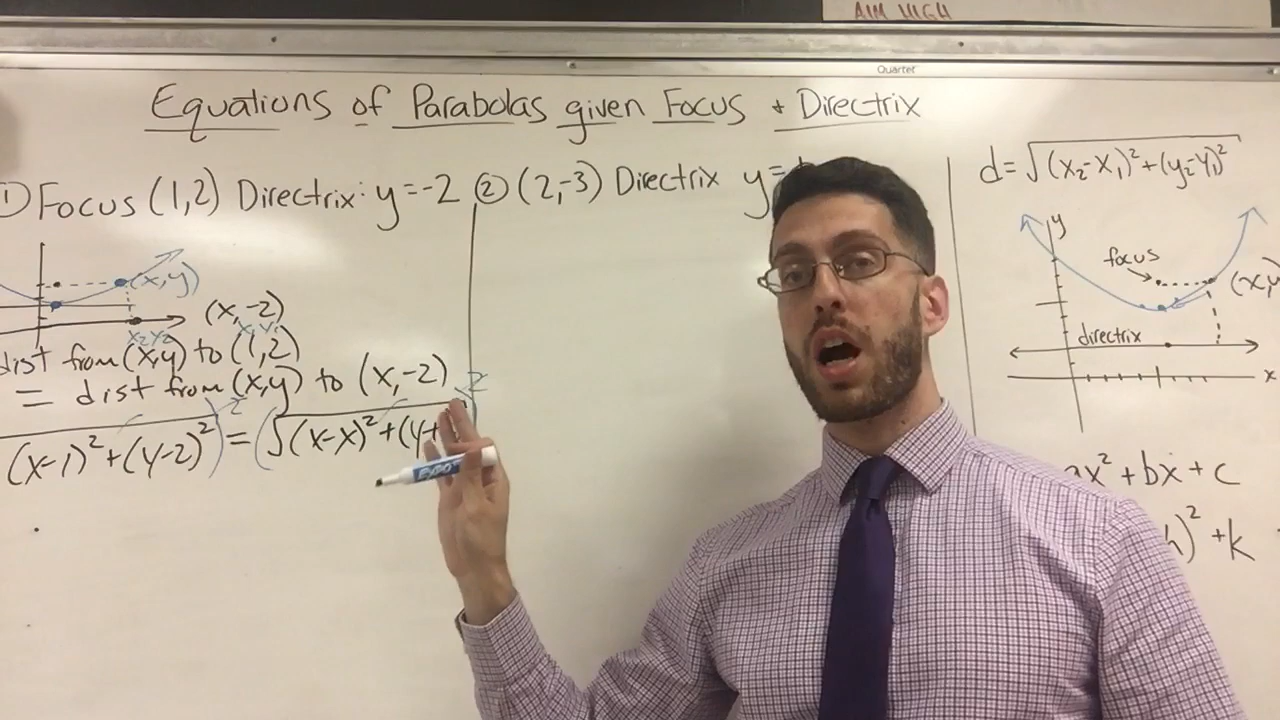 AIM HIGH
Quartet
Equations of Parabolas given Focus + Directrix
① Focus (1,2) Directrix: y=-2
(x,y)
(x,-2)
x₂ y₂ x₁ y₁
dist from (x,y) to (1,2)
= dist from (x,y) to (x,-2)
(x-1)²+(y-2)² = (√(x-x)²+(y+
EXPO
② (2,-3) Directrix y=
d=√(x₂-x₁)²+(y₂-y₁)²
y
focus
(x,y
directrix
x
ax²+bx+c
h)²+k